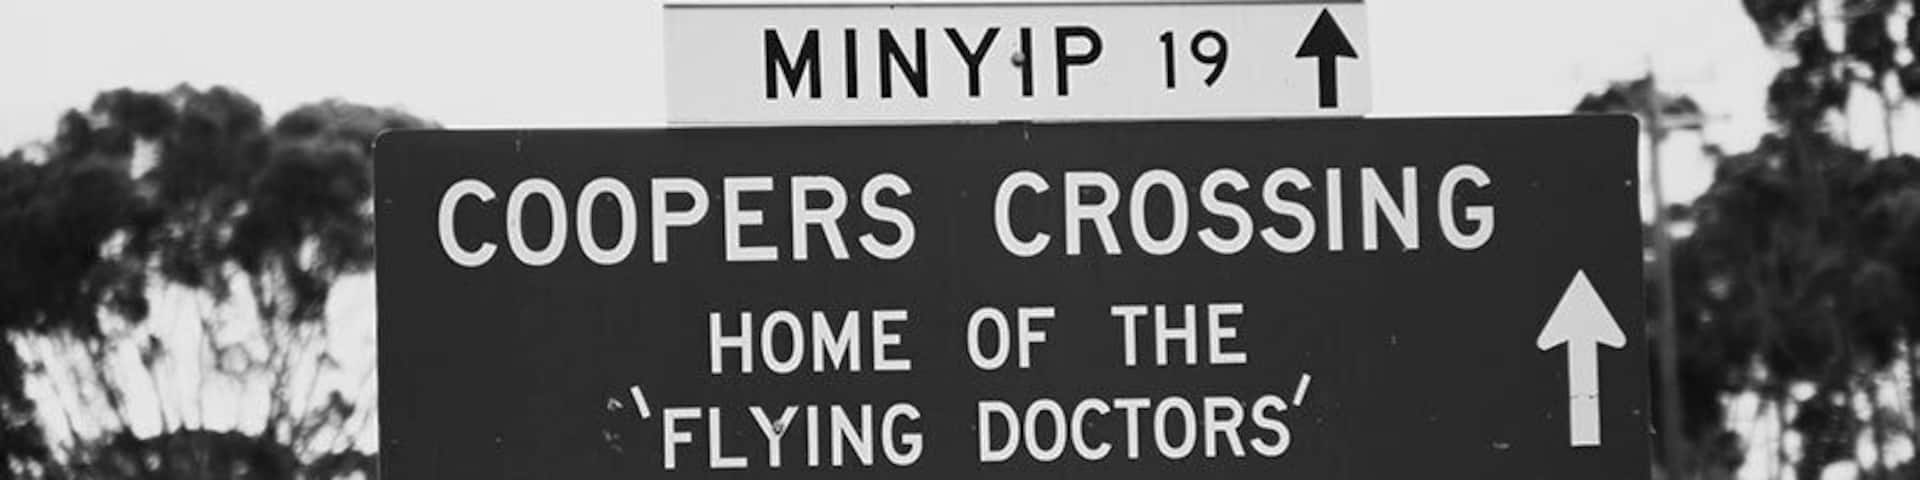 MINYIP 19
COOPERS CROSSING
HOME OF THE
'FLYING DOCTORS'